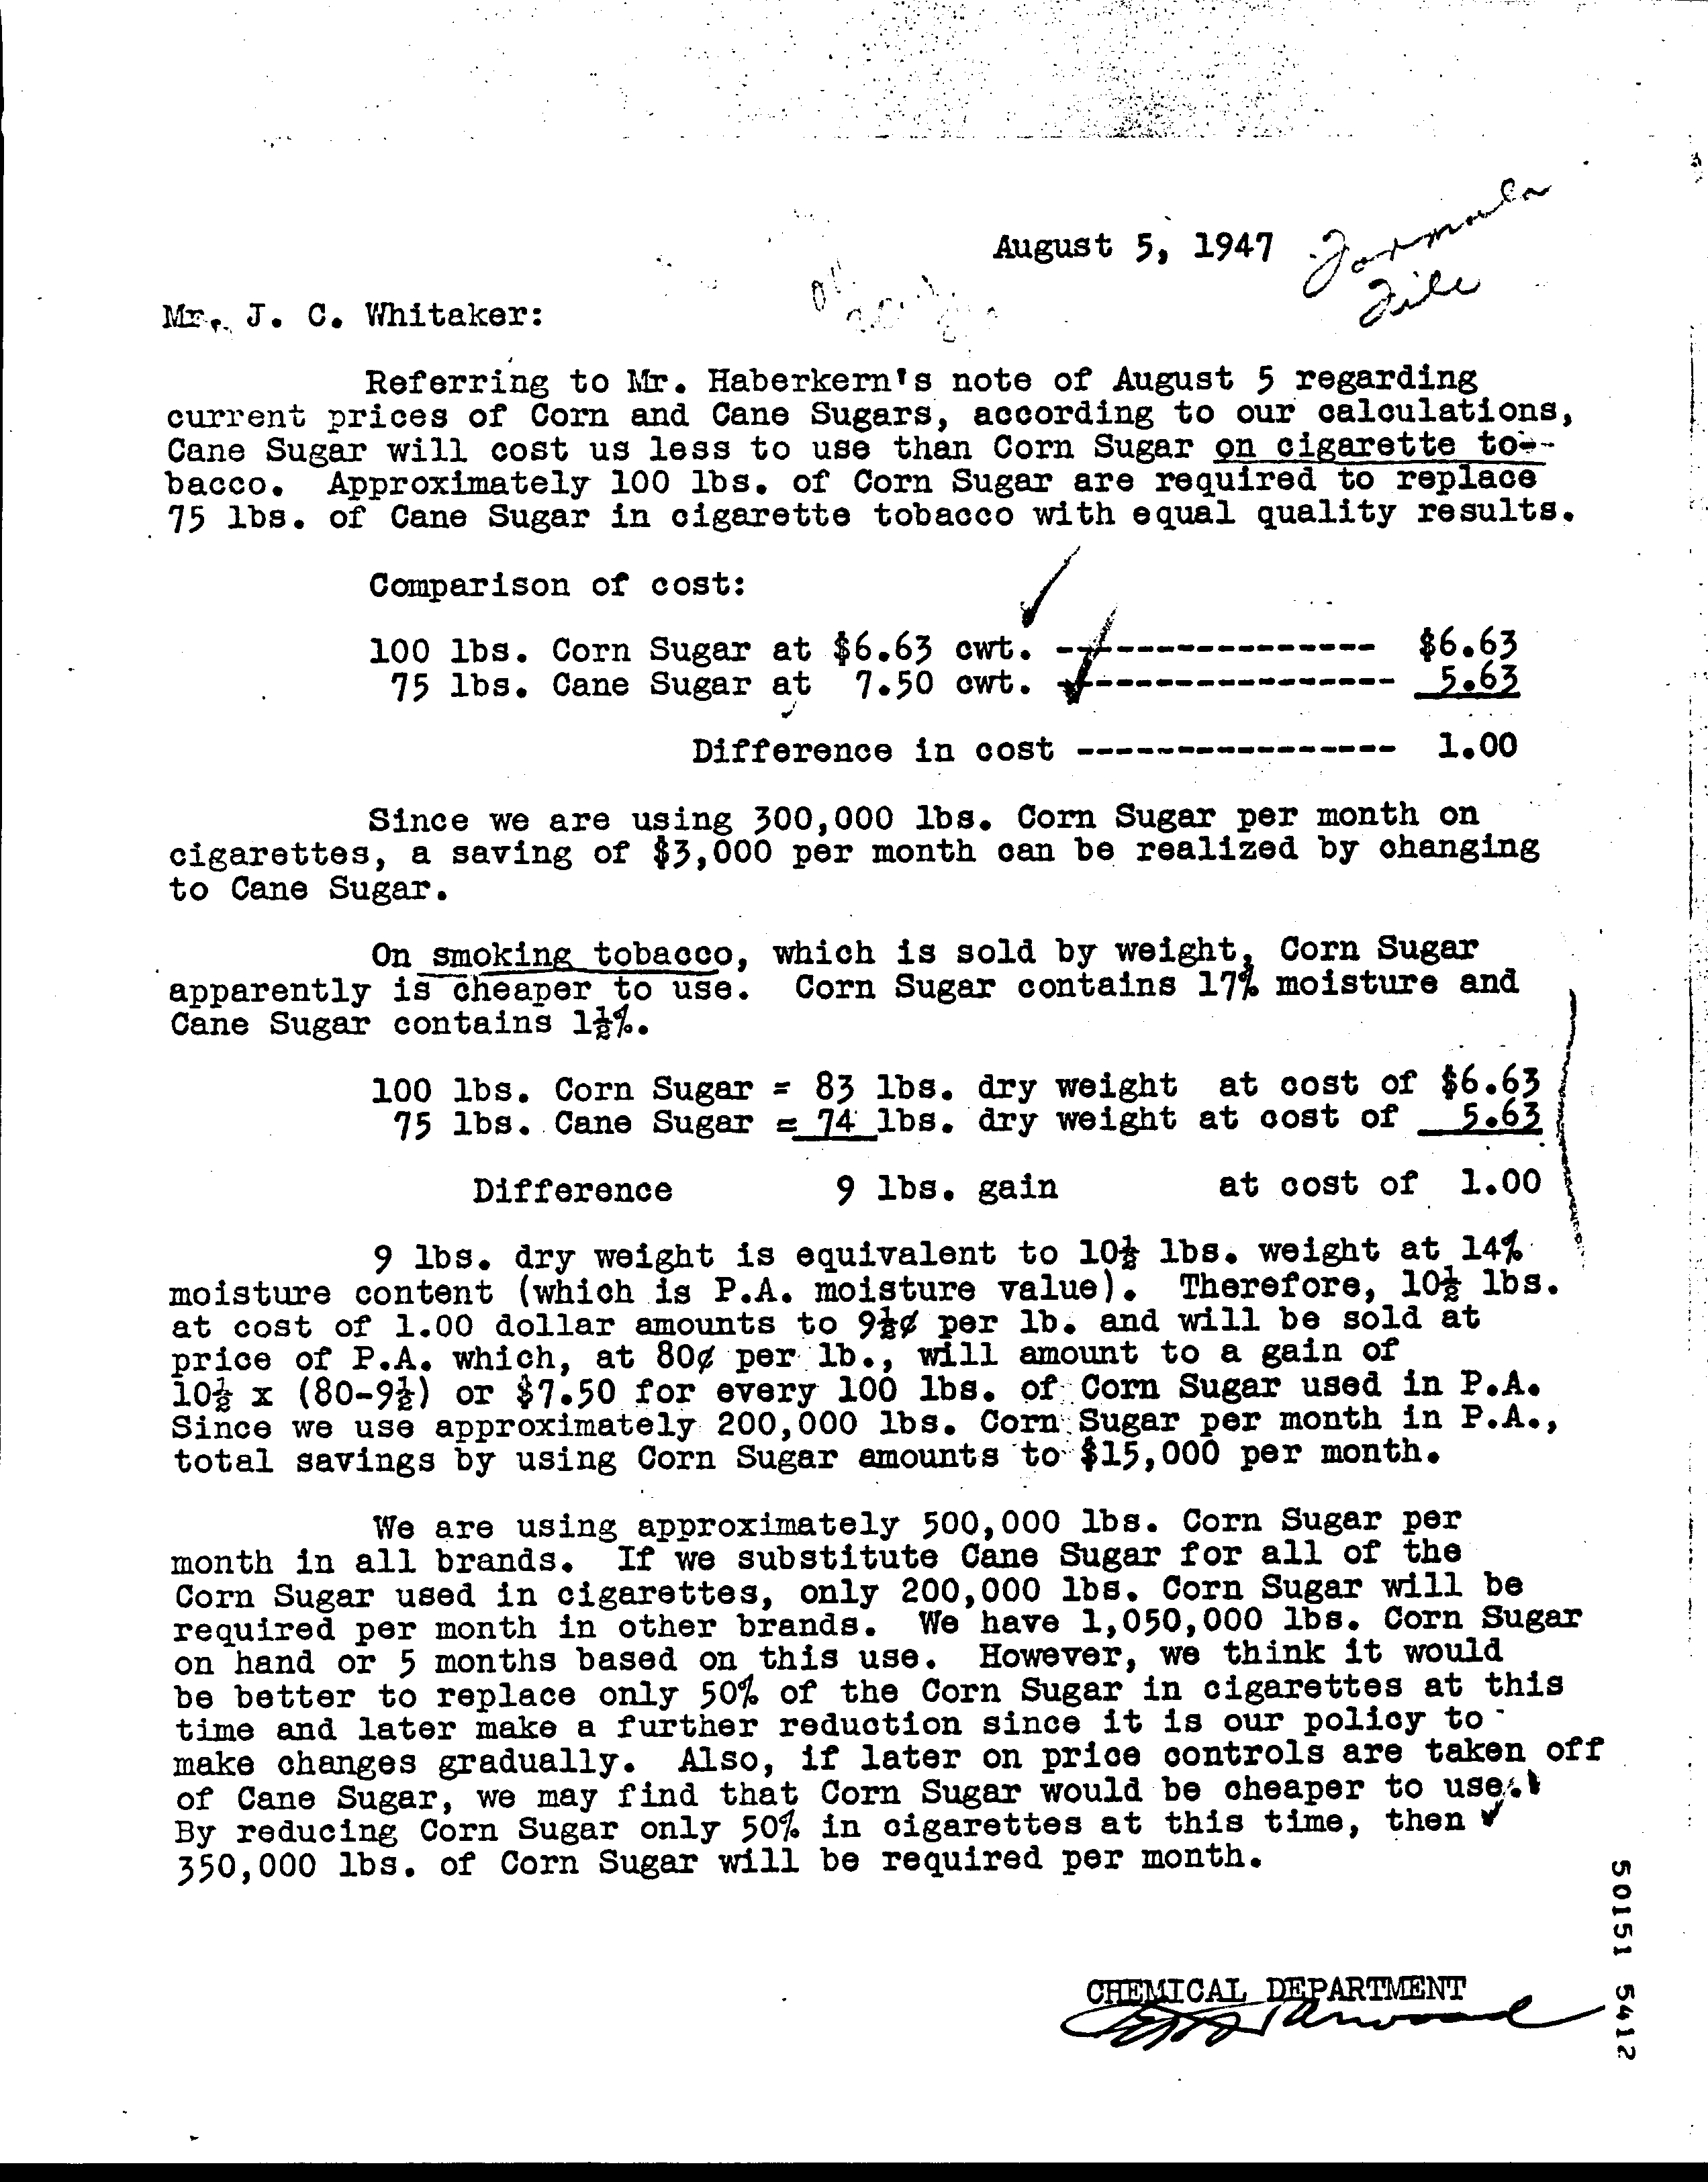 August 5, 1947
Formula
File
Mr. J. C. Whitaker:
Referring to Mr. Haberkern's note of August 5 regarding
current prices of Corn and Cane Sugars, according to our calculations,
Cane Sugar will cost us less to use than Corn Sugar on cigarette to-
bacco. Approximately 100 lbs. of Corn Sugar are required to replace
75 lbs. of Cane Sugar in cigarette tobacco with equal quality results.
Comparison of cost:
100 lbs. Corn Sugar at $6.63 cwt. ---------------- $6.63
75 lbs. Cane Sugar at 7.50 cwt. ----------------- 5.63
Difference in cost ---------------- 1.00
Since we are using 300,000 lbs. Corn Sugar per month on
cigarettes, a saving of $3,000 per month can be realized by changing
to Cane Sugar.
On smoking tobacco, which is sold by weight, Corn Sugar
apparently is cheaper to use. Corn Sugar contains 17% moisture and
Cane Sugar contains 1½%.
100 lbs. Corn Sugar = 83 lbs. dry weight at cost of $6.63
75 lbs. Cane Sugar = 74 lbs. dry weight at cost of 5.63
Difference 9 lbs. gain at cost of 1.00
9 lbs. dry weight is equivalent to 10½ lbs. weight at 14%
moisture content (which is P.A. moisture value). Therefore, 10½ lbs.
at cost of 1.00 dollar amounts to 9½¢ per lb. and will be sold at
price of P.A. which, at 80¢ per lb., will amount to a gain of
10½ x (80-9½) or $7.50 for every 100 lbs. of Corn Sugar used in P.A.
Since we use approximately 200,000 lbs. Corn Sugar per month in P.A.,
total savings by using Corn Sugar amounts to $15,000 per month.
We are using approximately 500,000 lbs. Corn Sugar per
month in all brands. If we substitute Cane Sugar for all of the
Corn Sugar used in cigarettes, only 200,000 lbs. Corn Sugar will be
required per month in other brands. We have 1,050,000 lbs. Corn Sugar
on hand or 5 months based on this use. However, we think it would
be better to replace only 50% of the Corn Sugar in cigarettes at this
time and later make a further reduction since it is our policy to
make changes gradually. Also, if later on price controls are taken off
of Cane Sugar, we may find that Corn Sugar would be cheaper to use.
By reducing Corn Sugar only 50% in cigarettes at this time, then
350,000 lbs. of Corn Sugar will be required per month.
CHEMICAL DEPARTMENT
50151 5412